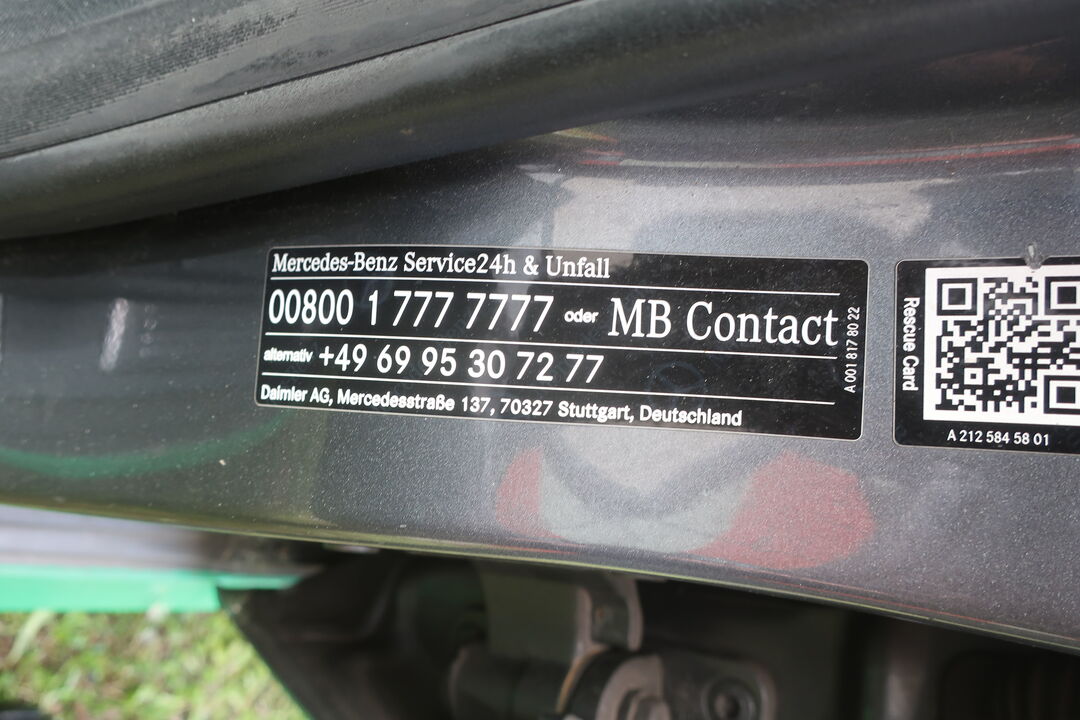 Mercedes-Benz Service24h & Unfall
00800 1 777 7777 oder MB Contact
alternativ +49 69 95 30 72 77
Daimler AG, Mercedesstraße 137, 70327 Stuttgart, Deutschland
A 001 817 80 22
Rescue Card
A 212 584 58 01